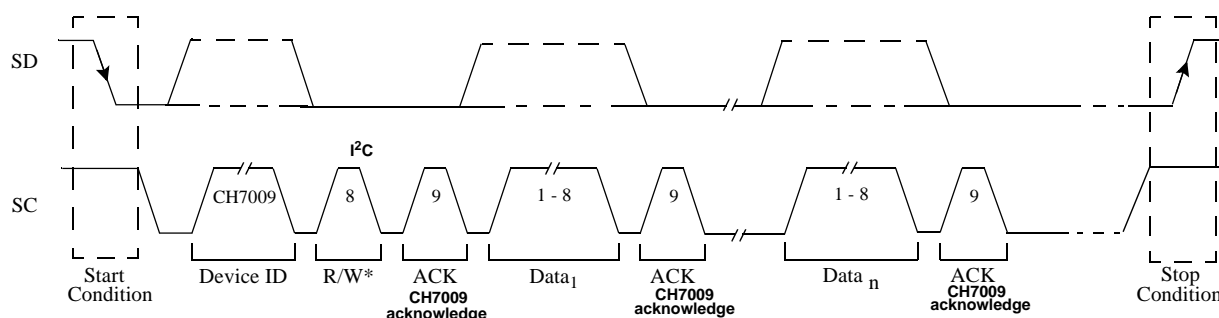 SD
I²C
SC
CH7009
8
9
1 - 8
9
1 - 8
9
Start
Condition
Device ID
R/W*
ACK
CH7009
acknowledge
Data1
ACK
CH7009
acknowledge
Data n
ACK
CH7009
acknowledge
Stop
Condition